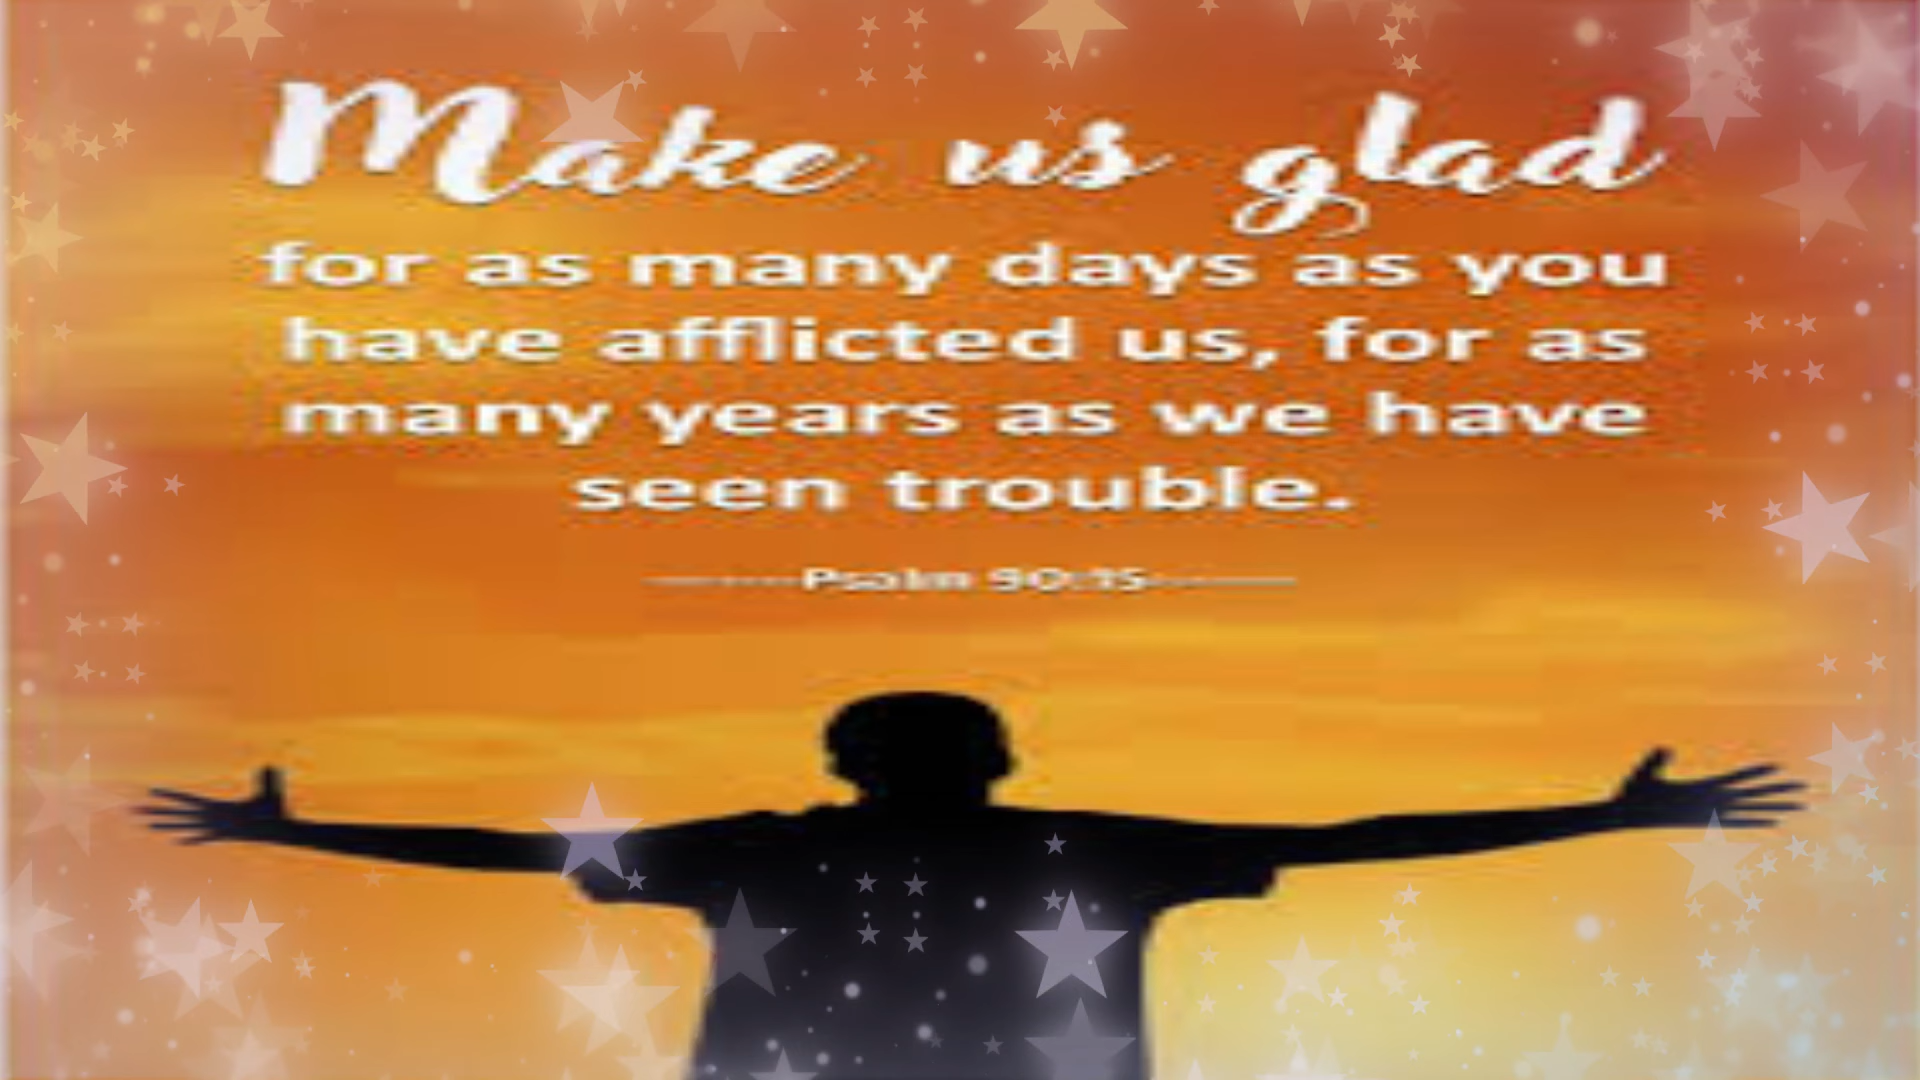 Make us glad
for as many days as you
have afflicted us, for as
many years as we have
seen trouble.
Psalm 90:15